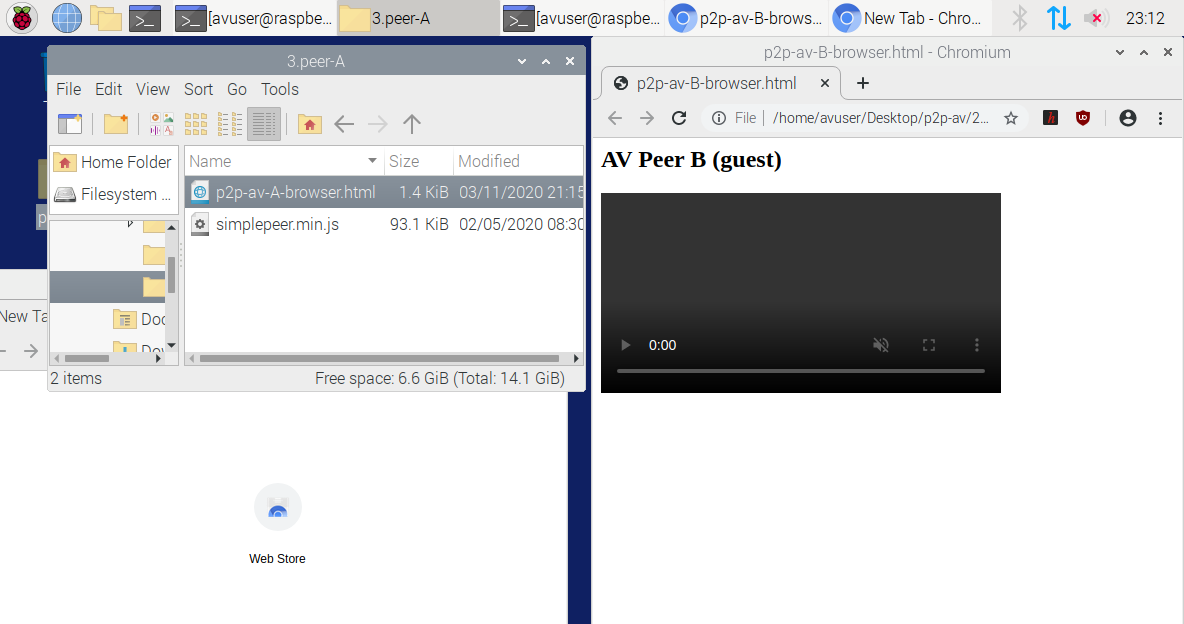 [avuser@raspbe...
3.peer-A
[avuser@raspbe...
p2p-av-B-brows...
New Tab - Chro...
23:12
3.peer-A
File Edit View Sort Go Tools
Home Folder
Filesystem ...
Name Size Modified
p2p-av-A-browser.html 1.4 KiB 03/11/2020 21:15
simplepeer.min.js 93.1 KiB 02/05/2020 08:30
2 items
Free space: 6.6 GiB (Total: 14.1 GiB)
New Ta
Web Store
p2p-av-B-browser.html - Chromium
p2p-av-B-browser.html
File
/home/avuser/Desktop/p2p-av/2...
AV Peer B (guest)
0:00